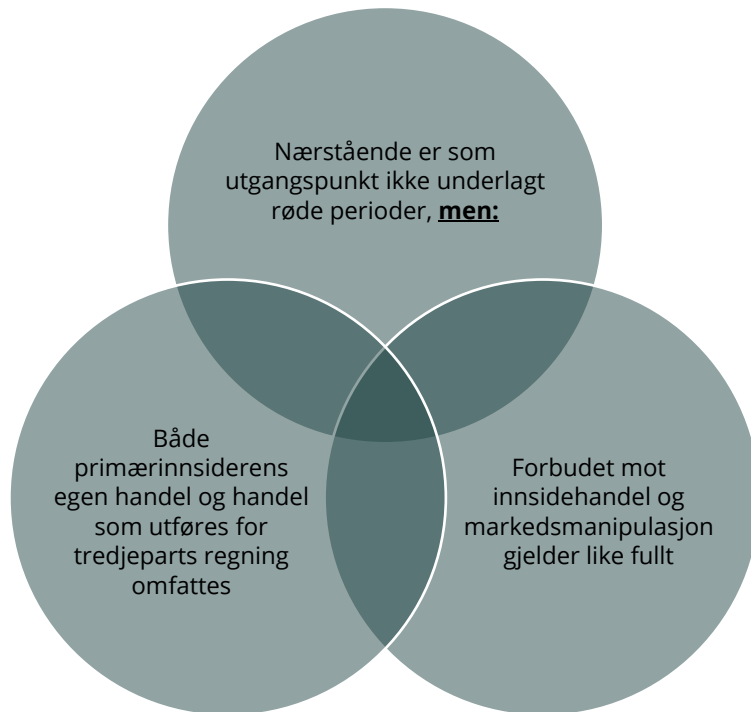 Nærstående er som
utgangspunkt ikke underlagt
røde perioder, men:
Både
primærinnsiderens
egen handel og handel
som utføres for
tredjeparts regning
omfattes
Forbudet mot
innsidehandel og
markedsmanipulasjon
gjelder like fullt